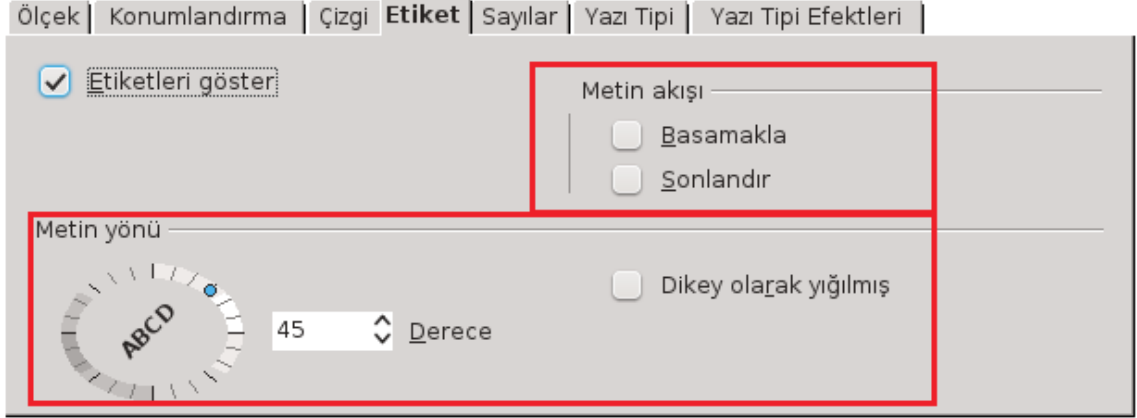 Ölçek Konumlandırma Çizgi Etiket Sayılar Yazı Tipi Yazı Tipi Efektleri
Etiketleri göster
Metin akışı
Basamakla
Sonlandır
Metin yönü
Dikey olarak yığılmış
ABCD
45 Derece